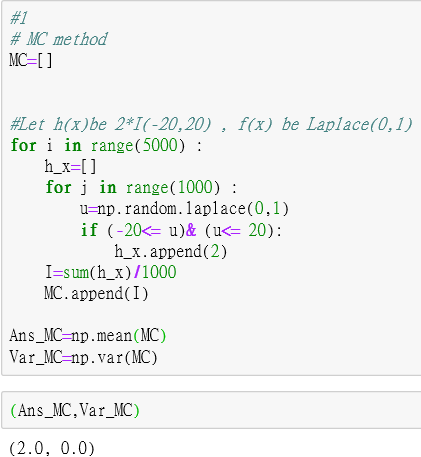 #1
# MC method
MC=[]
#Let h(x)be 2*I(-20,20) , f(x) be Laplace(0,1)
for i in range(5000) :
    h_x=[]
    for j in range(1000) :
        u=np.random.laplace(0,1)
        if (-20<= u)& (u<= 20):
            h_x.append(2)
    I=sum(h_x)/1000
    MC.append(I)
Ans_MC=np.mean(MC)
Var_MC=np.var(MC)
(Ans_MC,Var_MC)
(2.0, 0.0)